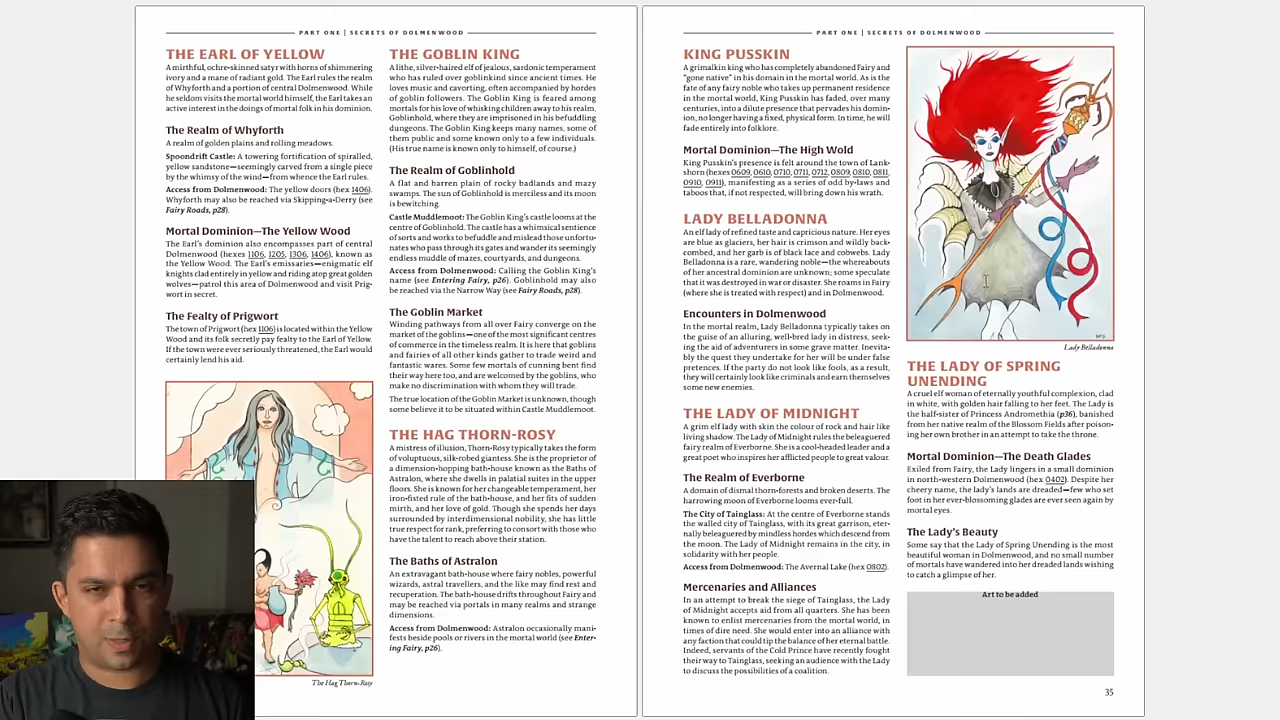 PART ONE | SECRETS OF DOLMENWOOD
THE EARL OF YELLOW
A mirthful, ochre-skinned satyr with horns of shimmering
ivory and a mane of radiant gold. The Earl rules the realm
of Whyforth and a portion of central Dolmenwood. While
he seldom visits the mortal world himself, the Earl takes an
active interest in the doings of mortal folk in his dominion.
The Realm of Whyforth
A realm of golden plains and rolling meadows.
Spoondrift Castle: A towering fortification of spiralled,
yellow sandstone—seemingly carved from a single piece
by the whimsy of the wind—from whence the Earl rules.
Access from Dolmenwood: The yellow doors (hex 1406).
Whyforth may also be reached via Skipping-a-Derry (see
Fairy Roads, p28).
Mortal Dominion—The Yellow Wood
The Earl's dominion also encompasses part of central
Dolmenwood (hexes 1106, 1205, 1306, 1406), known as
the Yellow Wood. The Earl's emissaries—enigmatic elf
knights clad entirely in yellow and riding atop great golden
wolves—patrol this area of Dolmenwood and visit Prig-
wort in secret.
The Fealty of Prigwort
The town of Prigwort (hex 1106) is located within the Yellow
Wood and its folk secretly pay fealty to the Earl of Yellow.
If the town were ever seriously threatened, the Earl would
certainly lend his aid.
The Hag Thorn-Rosy
THE GOBLIN KING
A lithe, silver-haired elf of jealous, sardonic temperament
who has ruled over goblinkind since ancient times. He
loves music and cavorting, often accompanied by hordes
of goblin followers. The Goblin King is feared among
mortals for his love of whisking children away to his realm,
Goblinhold, where they are imprisoned in his befuddling
dungeons. The Goblin King keeps many names, some of
them public and some known only to a few individuals.
(His true name is known only to himself, of course.)
The Realm of Goblinhold
A flat and barren plain of rocky badlands and mazy
swamps. The sun of Goblinhold is merciless and its moon
is bewitching.
Castle Muddlemoot: The Goblin King's castle looms at the
centre of Goblinhold. The castle has a whimsical sentience
of sorts and works to befuddle and mislead those unfortu-
nates who pass through its gates and wander its seemingly
endless muddle of mazes, courtyards, and dungeons.
Access from Dolmenwood: Calling the Goblin King's
name (see Entering Fairy, p26). Goblinhold may also
be reached via the Narrow Way (see Fairy Roads, p28).
The Goblin Market
Winding pathways from all over Fairy converge on the
market of the goblins—one of the most significant centres
of commerce in the timeless realm. It is here that goblins
and fairies of all other kinds gather to trade weird and
fantastic wares. Some few mortals of cunning bent find
their way here too, and are welcomed by the goblins, who
make no discrimination with whom they will trade.
The true location of the Goblin Market is unknown, though
some believe it to be situated within Castle Muddlemoot.
THE HAG THORN-ROSY
A mistress of illusion, Thorn-Rosy typically takes the form
of voluptuous, silk-robed giantess. She is the proprietor of
a dimension-hopping bath-house known as the Baths of
Astralon, where she dwells in palatial suites in the upper
floors. She is known for her changeable temperament, her
iron-fisted rule of the bath-house, and her fits of sudden
mirth, and her love of gold. Though she spends her days
surrounded by interdimensional nobility, she has little
true respect for rank, preferring to consort with those who
have the talent to reach above their station.
The Baths of Astralon
An extravagant bath-house where fairy nobles, powerful
wizards, astral travellers, and the like may find rest and
recuperation. The bath-house drifts throughout Fairy and
may be reached via portals in many realms and strange
dimensions.
Access from Dolmenwood: Astralon occasionally mani-
fests beside pools or rivers in the mortal world (see Enter-
ing Fairy, p26).
PART ONE | SECRETS OF DOLMENWOOD
KING PUSSKIN
A grimalkin king who has completely abandoned Fairy and
"gone native" in his domain in the mortal world. As is the
fate of any fairy noble who takes up permanent residence
in the mortal world, King Pusskin has faded, over many
centuries, into a dilute presence that pervades his domin-
ion, no longer having a fixed, physical form. In time, he will
fade entirely into folklore.
Mortal Dominion—The High Wold
King Pusskin's presence is felt around the town of Lank-
shorn (hexes 0609, 0610, 0710, 0711, 0712, 0809, 0810, 0811,
0910, 0911), manifesting as a series of odd by-laws and
taboos that, if not respected, will bring down his wrath.
LADY BELLADONNA
An elf lady of refined taste and capricious nature. Her eyes
are blue as glaciers, her hair is crimson and wildly back-
combed, and her garb is of black lace and cobwebs. Lady
Belladonna is a rare, wandering noble—the whereabouts
of her ancestral dominion are unknown; some speculate
that it was destroyed in war or disaster. She roams in Fairy
(where she is treated with respect) and in Dolmenwood.
Encounters in Dolmenwood
In the mortal realm, Lady Belladonna typically takes on
the guise of an alluring, well-bred lady in distress, seek-
ing the aid of adventurers in some grave matter. Inevita-
bly the quest they undertake for her will be under false
pretences. If the party do not look like fools, as a result,
they will certainly look like criminals and earn themselves
some new enemies.
THE LADY OF MIDNIGHT
A grim elf lady with skin the colour of rock and hair like
living shadow. The Lady of Midnight rules the beleaguered
fairy realm of Everborne. She is a cool-headed leader and a
great poet who inspires her afflicted people to great valour.
The Realm of Everborne
A domain of dismal thorn-forests and broken deserts. The
harrowing moon of Everborne looms ever-full.
The City of Tainglass: At the centre of Everborne stands
the walled city of Tainglass, with its great garrison, eter-
nally beleaguered by mindless hordes which descend from
the moon. The Lady of Midnight remains in the city, in
solidarity with her people.
Access from Dolmenwood: The Avernal Lake (hex 0802).
Mercenaries and Alliances
In an attempt to break the siege of Tainglass, the Lady
of Midnight accepts aid from all quarters. She has been
known to enlist mercenaries from the mortal world, in
times of dire need. She would enter into an alliance with
any faction that could tip the balance of her eternal battle.
Indeed, servants of the Cold Prince have recently fought
their way to Tainglass, seeking an audience with the Lady
to discuss the possibilities of a coalition.
Lady Belladonna
THE LADY OF SPRING
UNENDING
A cruel elf woman of eternally youthful complexion, clad
in white, with golden hair falling to her feet. The Lady is
the half-sister of Princess Andromethia (p36), banished
from her native realm of the Blossom Fields after poison-
ing her own brother in an attempt to take the throne.
Mortal Dominion—The Death Glades
Exiled from Fairy, the Lady lingers in a small dominion
in north-western Dolmenwood (hex 0402). Despite her
cheery name, the lady's lands are dreaded—few who set
foot in her ever-blossoming glades are ever seen again by
mortal eyes.
The Lady's Beauty
Some say that the Lady of Spring Unending is the most
beautiful woman in Dolmenwood, and no small number
of mortals have wandered into her dreaded lands wishing
to catch a glimpse of her.
Art to be added
35